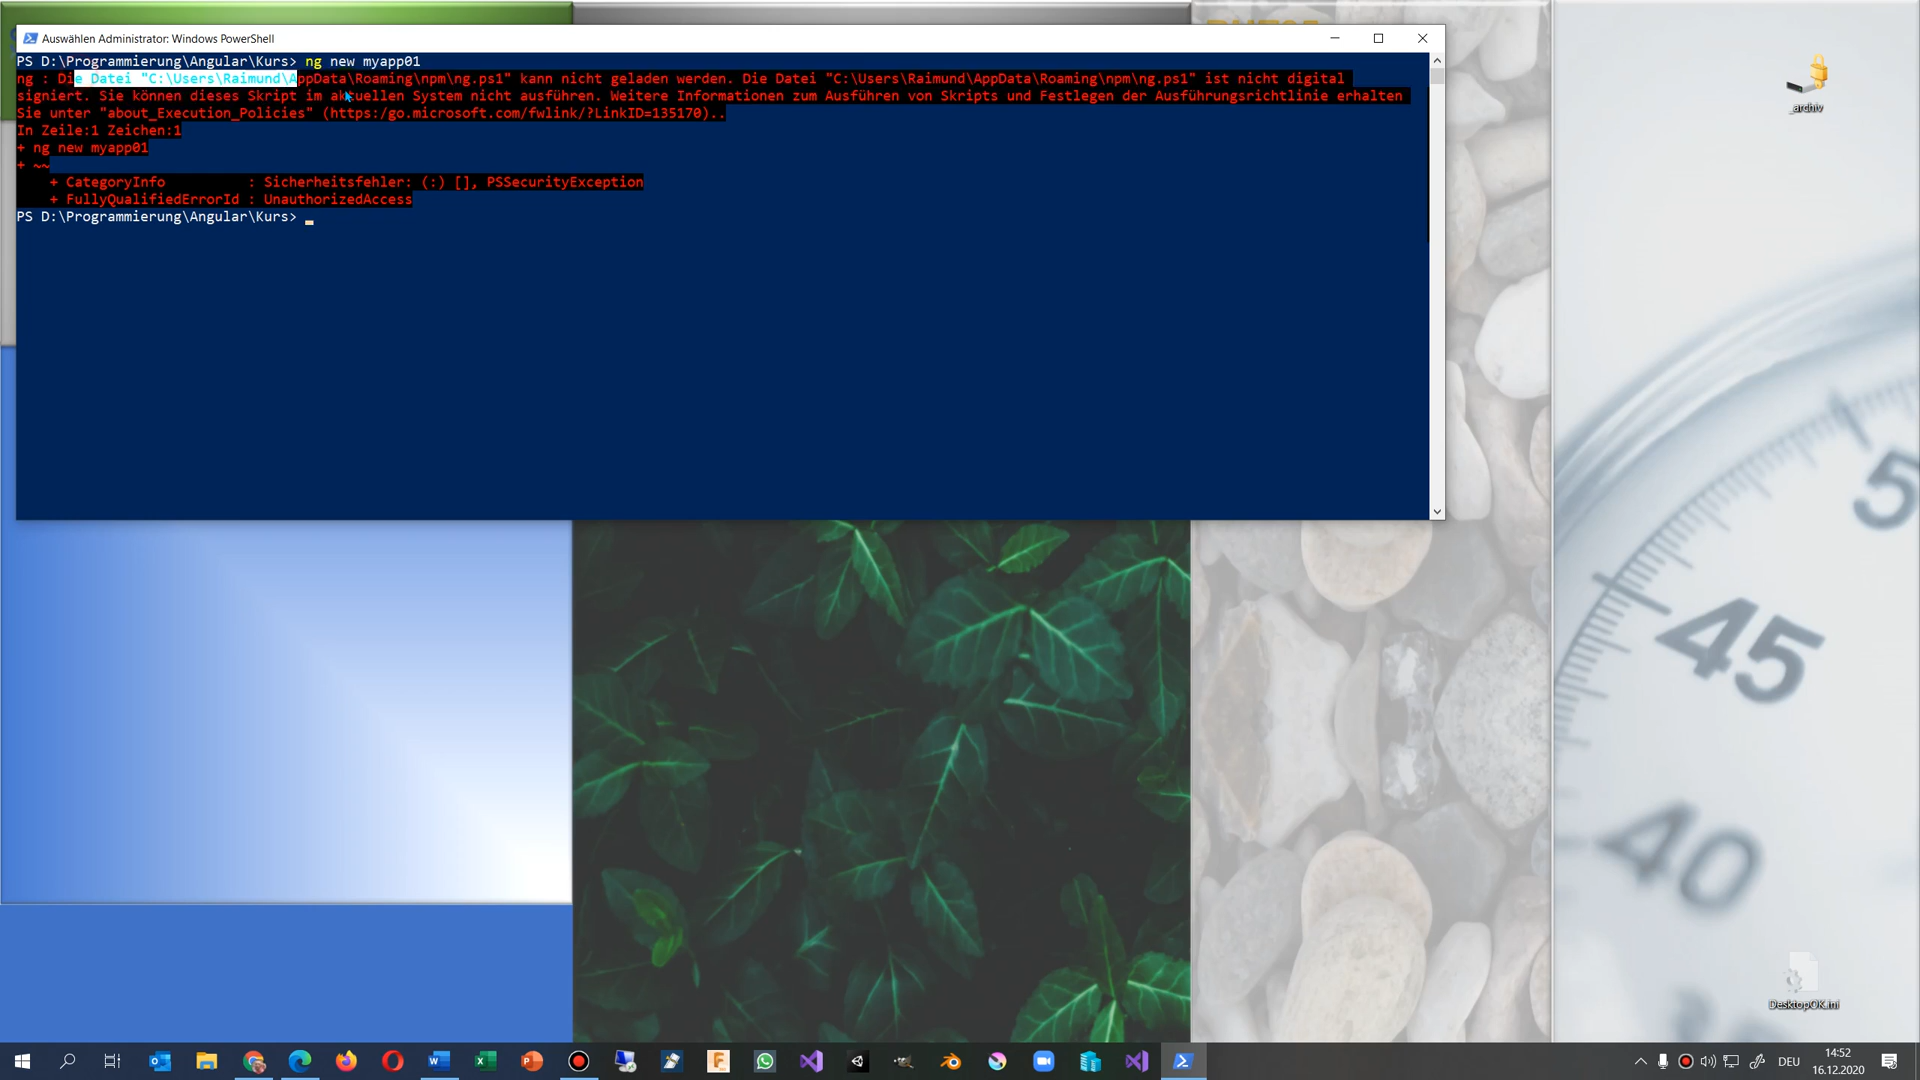 Auswählen Administrator: Windows PowerShell
PS D:\Programmierung\Angular\Kurs> ng new myapp01
ng : Die Datei "C:\Users\Raimund\AppData\Roaming\npm\ng.ps1" kann nicht geladen werden. Die Datei "C:\Users\Raimund\AppData\Roaming\npm\ng.ps1" ist nicht digital
signiert. Sie können dieses Skript im aktuellen System nicht ausführen. Weitere Informationen zum Ausführen von Skripts und Festlegen der Ausführungsrichtlinie erhalten
Sie unter "about_Execution_Policies" (https:/go.microsoft.com/fwlink/?LinkID=135170)..
In Zeile:1 Zeichen:1
+ ng new myapp01
+ ~~
+ CategoryInfo : Sicherheitsfehler: (:) [], PSSecurityException
+ FullyQualifiedErrorId : UnauthorizedAccess
PS D:\Programmierung\Angular\Kurs>
_archiv
5
45
40
DesktopOK.ini
DEU
14:52
16.12.2020